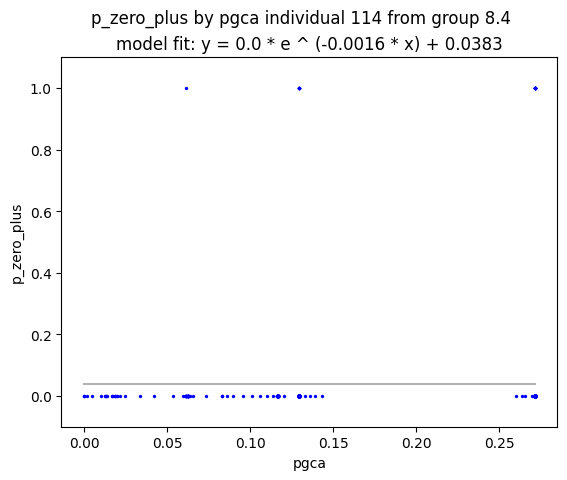 p_zero_plus by pgca individual 114 from group 8.4
model fit: y = 0.0 * e ^ (-0.0016 * x) + 0.0383
1.0
0.8
0.6
0.4
0.2
0.0
p_zero_plus
0.00 0.05 0.10 0.15 0.20 0.25
pgca